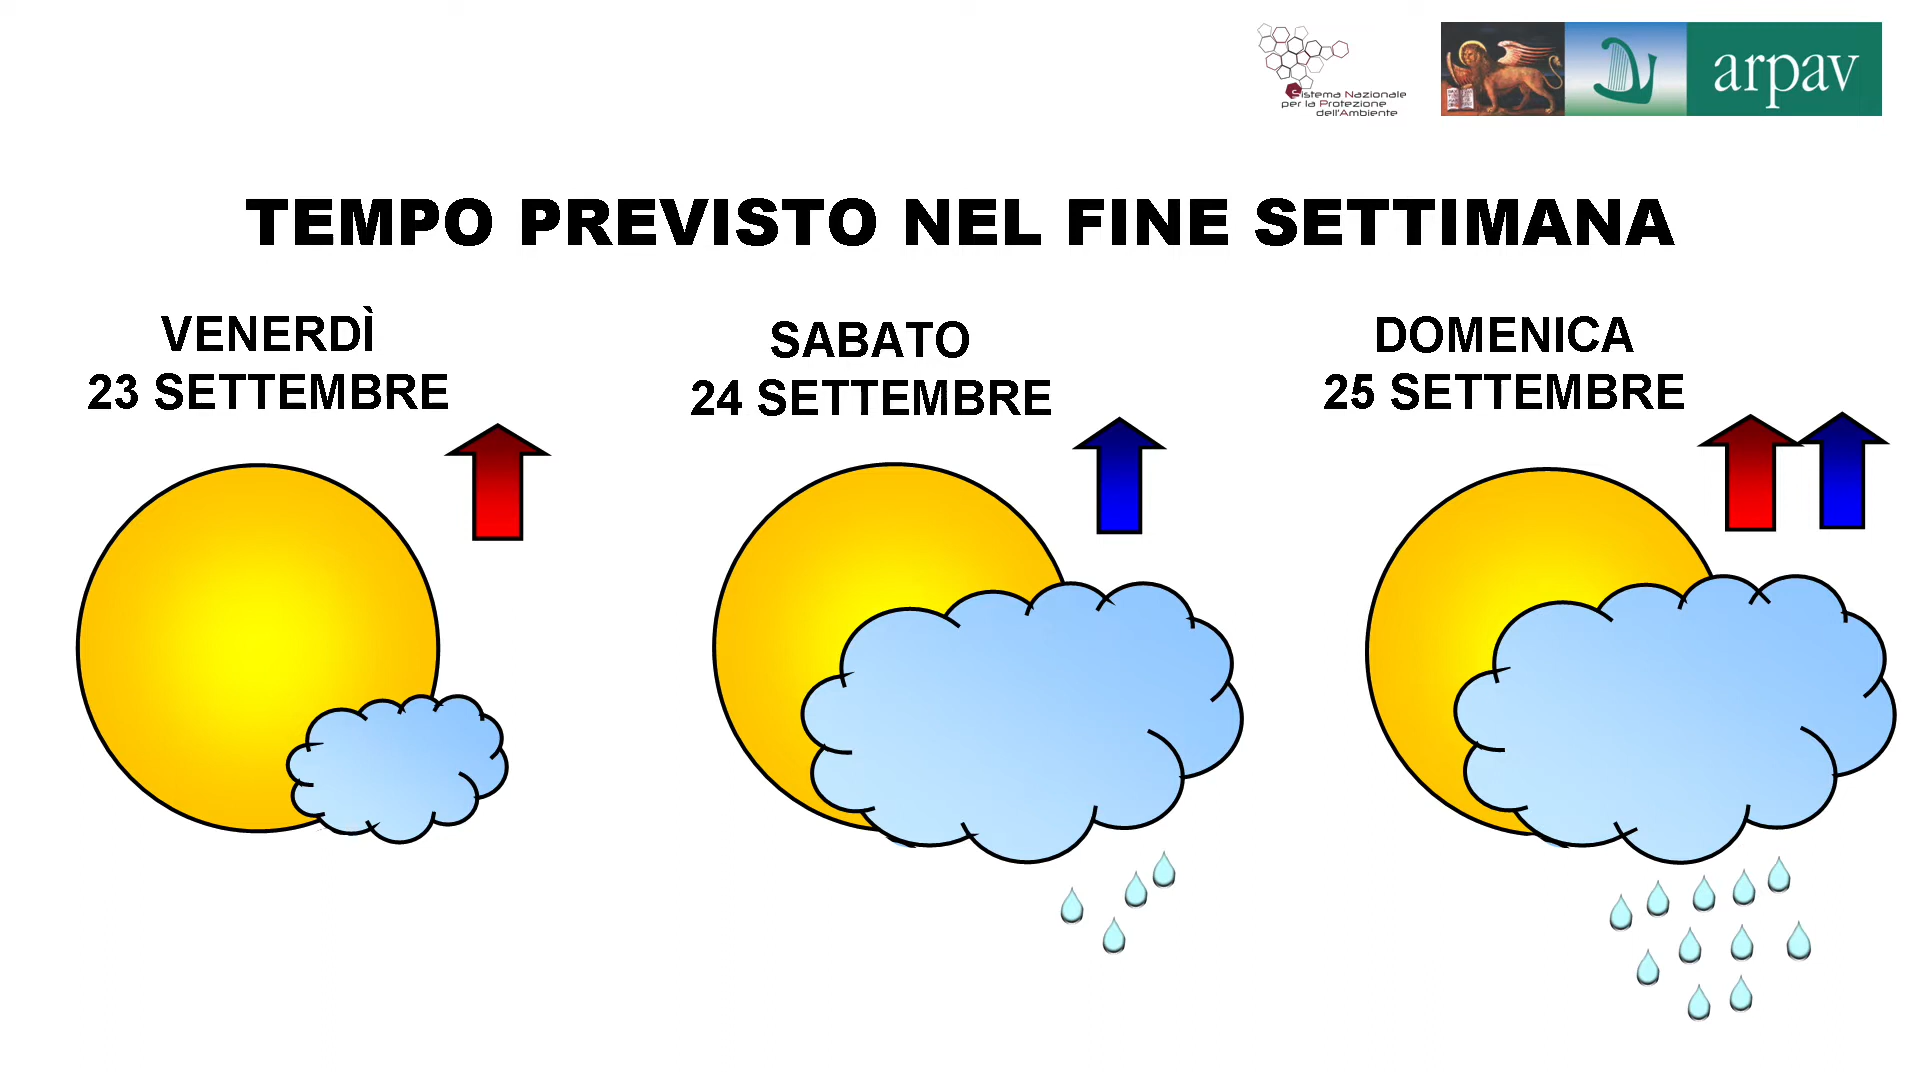 Sistema Nazionale
per la Protezione
dell'Ambiente
arpav
TEMPO PREVISTO NEL FINE SETTIMANA
VENERDÌ
23 SETTEMBRE
SABATO
24 SETTEMBRE
DOMENICA
25 SETTEMBRE